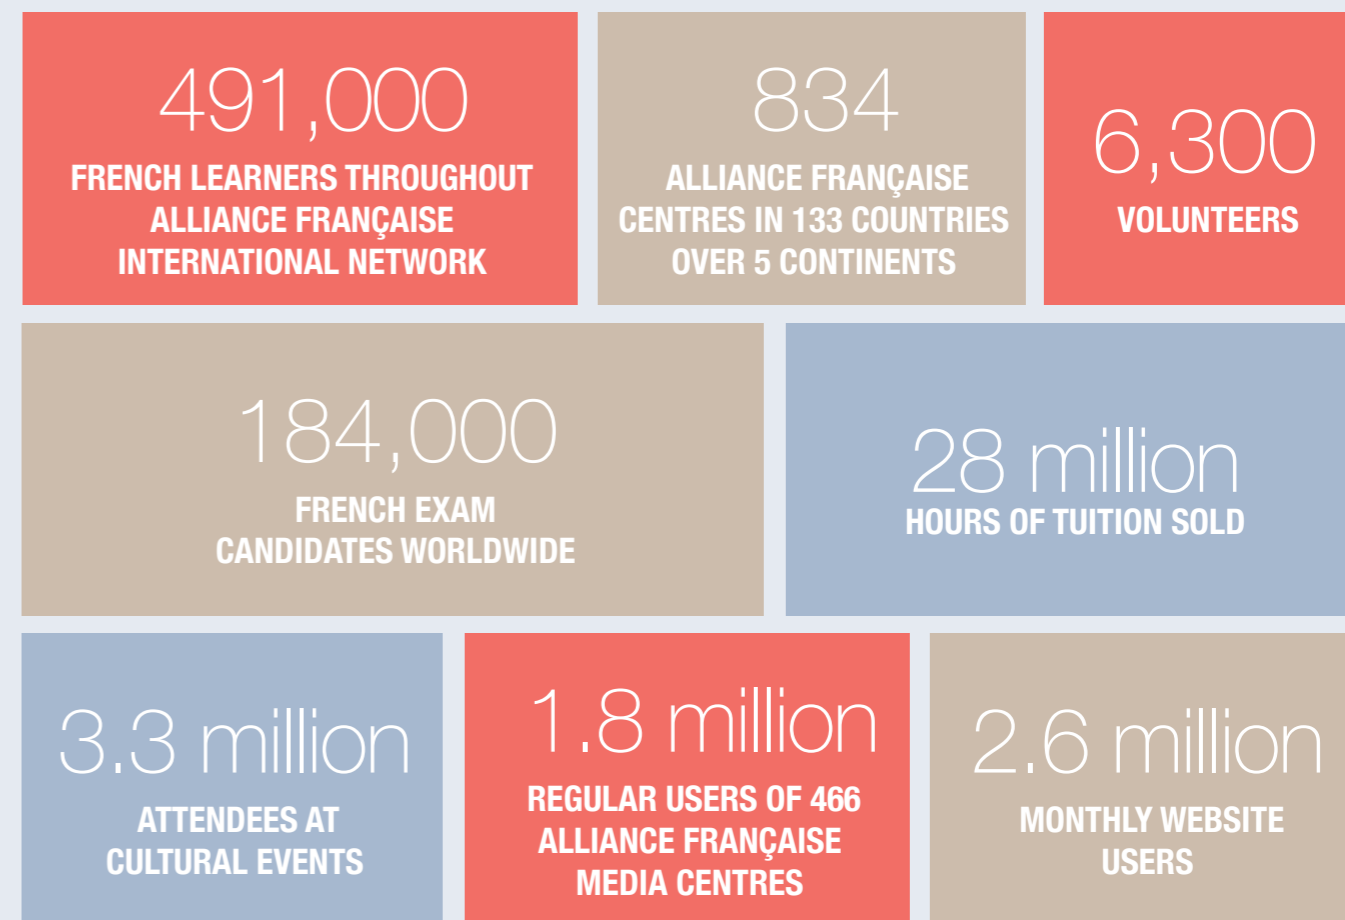 491,000
FRENCH LEARNERS THROUGHOUT
ALLIANCE FRANÇAISE
INTERNATIONAL NETWORK
834
ALLIANCE FRANÇAISE
CENTRES IN 133 COUNTRIES
OVER 5 CONTINENTS
6,300
VOLUNTEERS
184,000
FRENCH EXAM
CANDIDATES WORLDWIDE
28 million
HOURS OF TUITION SOLD
3.3 million
ATTENDEES AT
CULTURAL EVENTS
1.8 million
REGULAR USERS OF 466
ALLIANCE FRANÇAISE
MEDIA CENTRES
2.6 million
MONTHLY WEBSITE
USERS